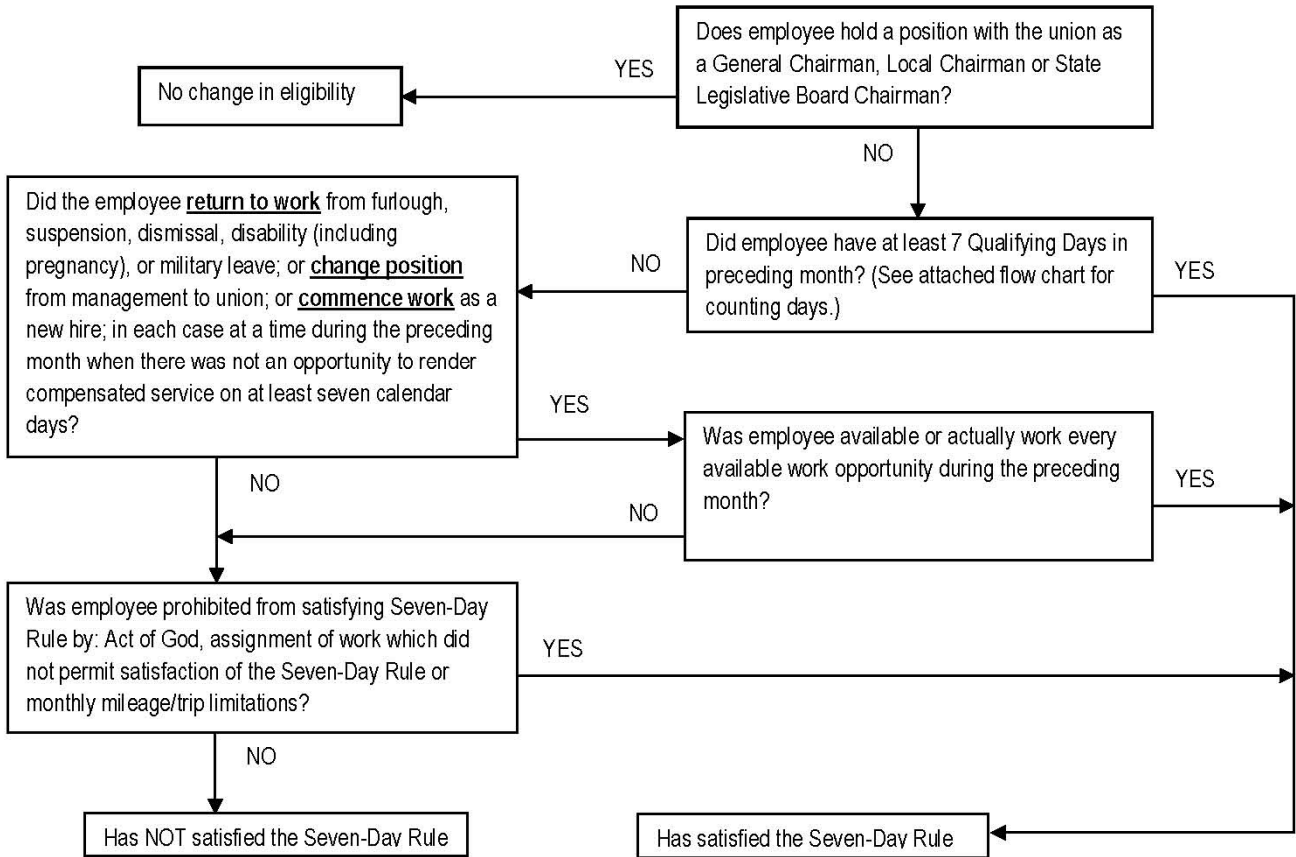 Does employee hold a position with the union as
a General Chairman, Local Chairman or State
Legislative Board Chairman?
YES
No change in eligibility
NO
Did employee have at least 7 Qualifying Days in
preceding month? (See attached flow chart for
counting days.)
YES
NO
Did the employee return to work from furlough,
suspension, dismissal, disability (including
pregnancy), or military leave; or change position
from management to union; or commence work as a
new hire; in each case at a time during the preceding
month when there was not an opportunity to render
compensated service on at least seven calendar
days?
YES
NO
Was employee available or actually work every
available work opportunity during the preceding
month?
YES
NO
Was employee prohibited from satisfying Seven-Day
Rule by: Act of God, assignment of work which did
not permit satisfaction of the Seven-Day Rule or
monthly mileage/trip limitations?
YES
NO
Has NOT satisfied the Seven-Day Rule
Has satisfied the Seven-Day Rule